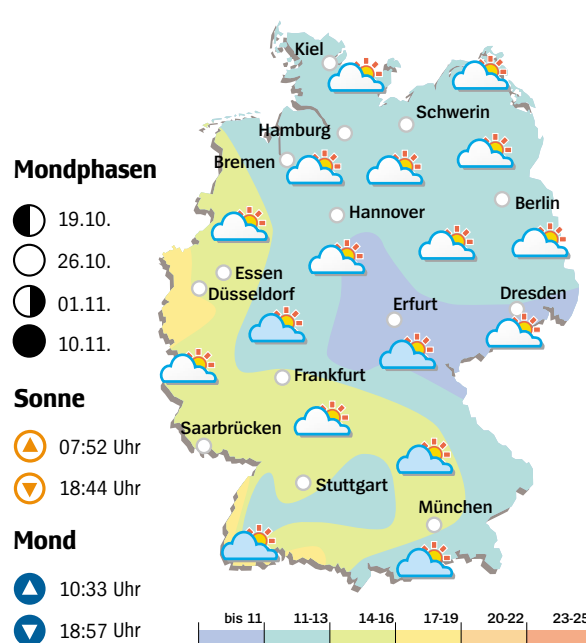 Mondphasen
19.10.
26.10.
01.11.
10.11.
Sonne
07:52 Uhr
18:44 Uhr
Mond
10:33 Uhr
18:57 Uhr
Kiel
Schwerin
Hamburg
Bremen
Berlin
Hannover
Essen
Düsseldorf
Erfurt
Dresden
Frankfurt
Saarbrücken
Stuttgart
München
bis 11 11-13 14-16 17-19 20-22 23-25